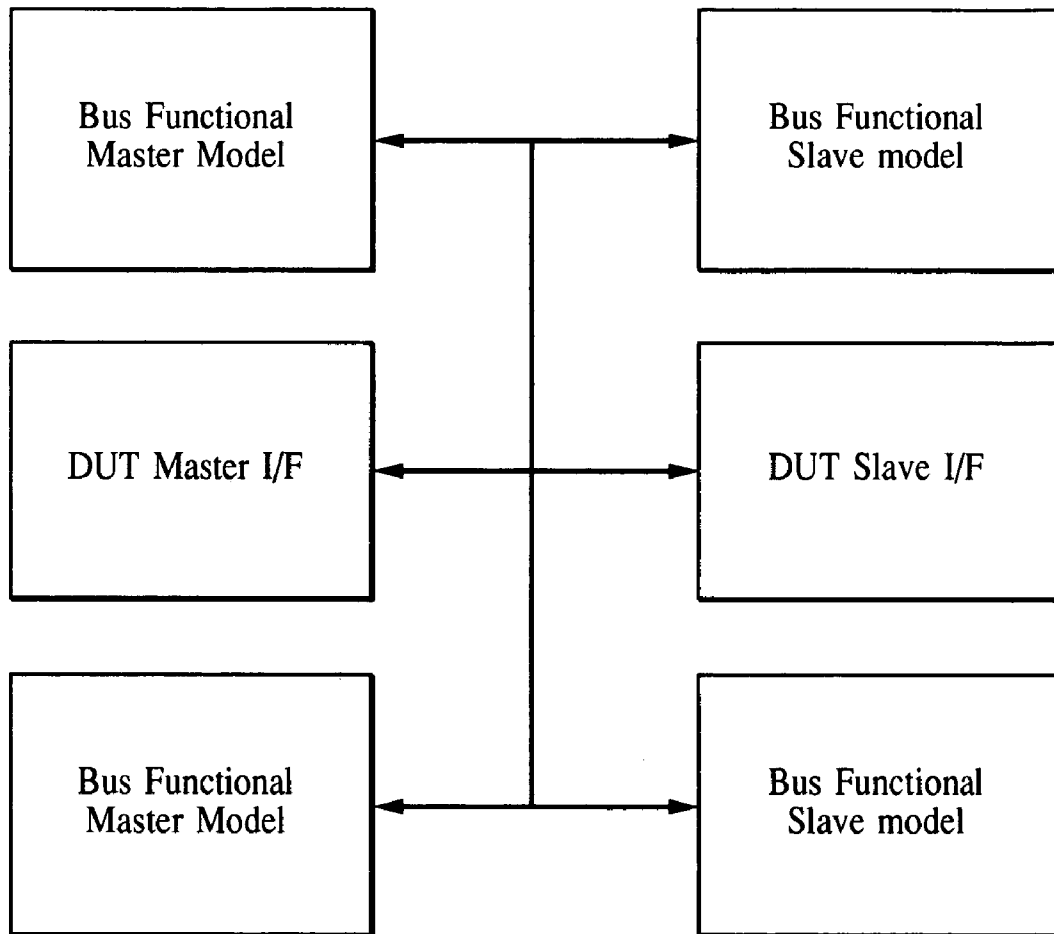 Bus Functional
Master Model
Bus Functional
Slave model
DUT Master I/F
DUT Slave I/F
Bus Functional
Master Model
Bus Functional
Slave model